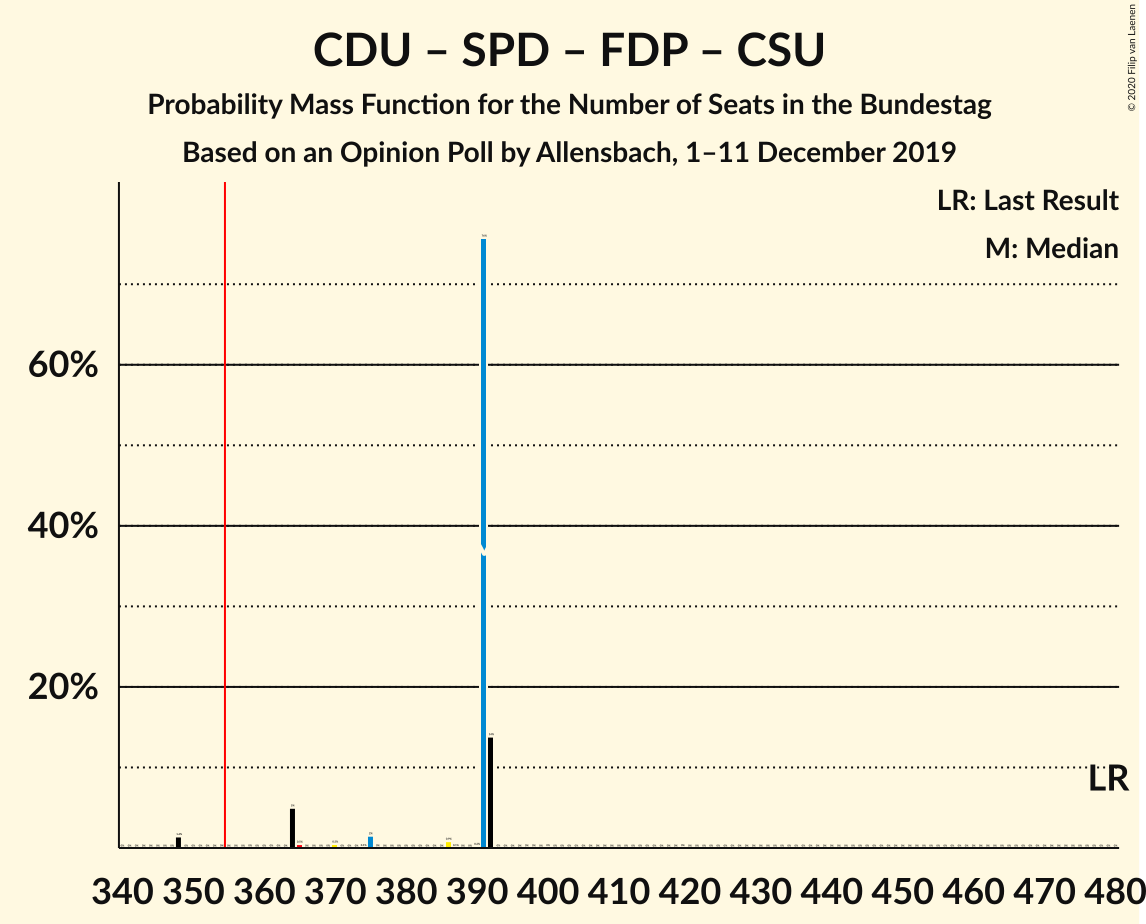 CDU – SPD – FDP – CSU
Probability Mass Function for the Number of Seats in the Bundestag
Based on an Opinion Poll by Allensbach, 1–11 December 2019
© 2020 Filip van Laenen
LR: Last Result
M: Median
60%
40%
20%
LR
340 350 360 370 380 390 400 410 420 430 440 450 460 470 480